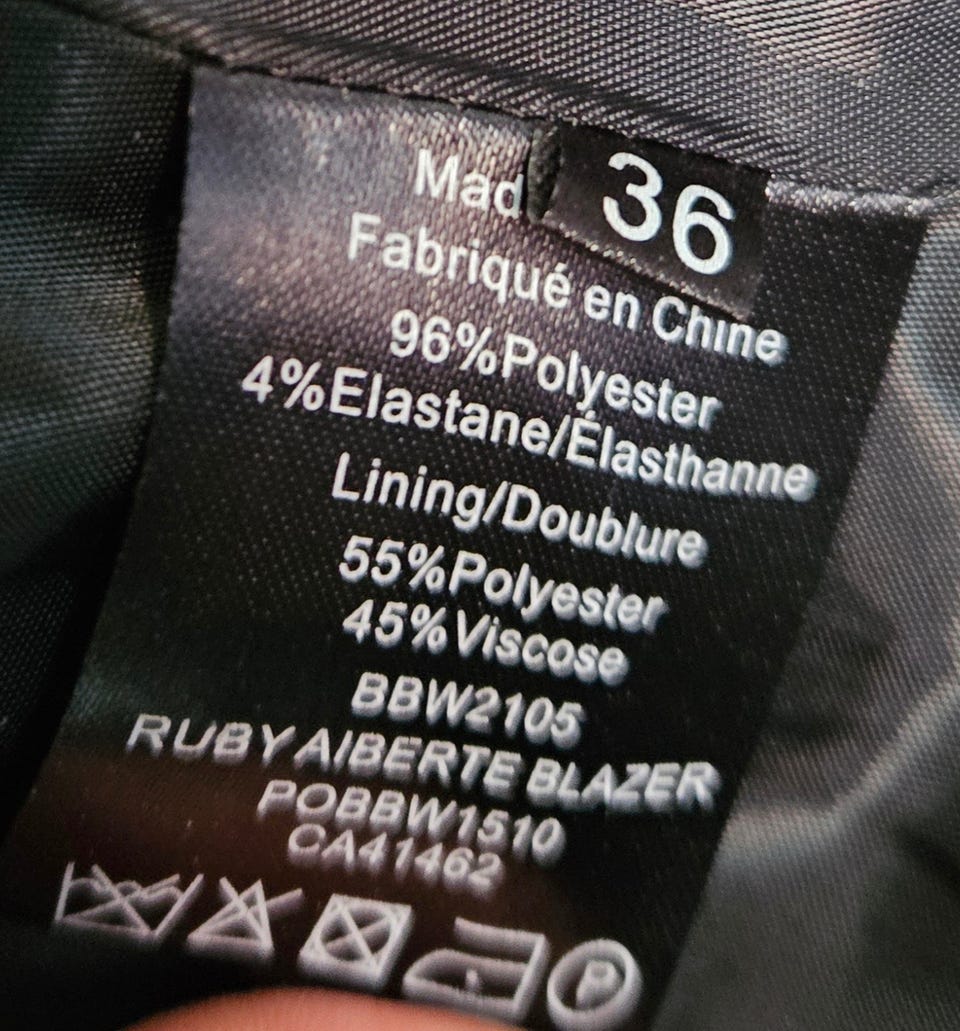 36
Mad
Fabriqué en Chine
96%Polyester
4%Elastane/Élasthanne
Lining/Doublure
55%Polyester
45%Viscose
BBW2105
RUBY AIBERTE BLAZER
POBBW1510
CA41462
P